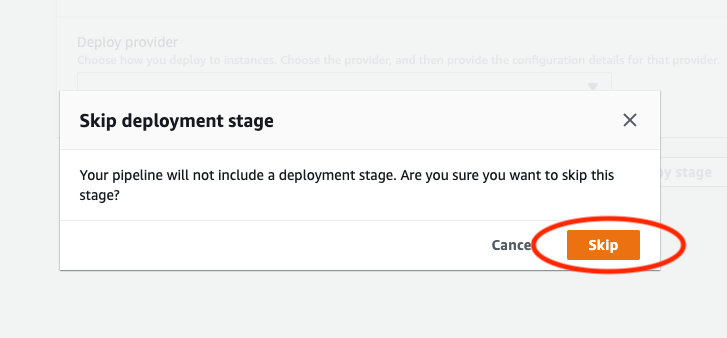 Deploy provider
Choose how you deploy to instances. Choose the provider, and then provide the configuration details for that provider.
Skip deployment stage
Your pipeline will not include a deployment stage. Are you sure you want to skip this
stage?
stage
Skip